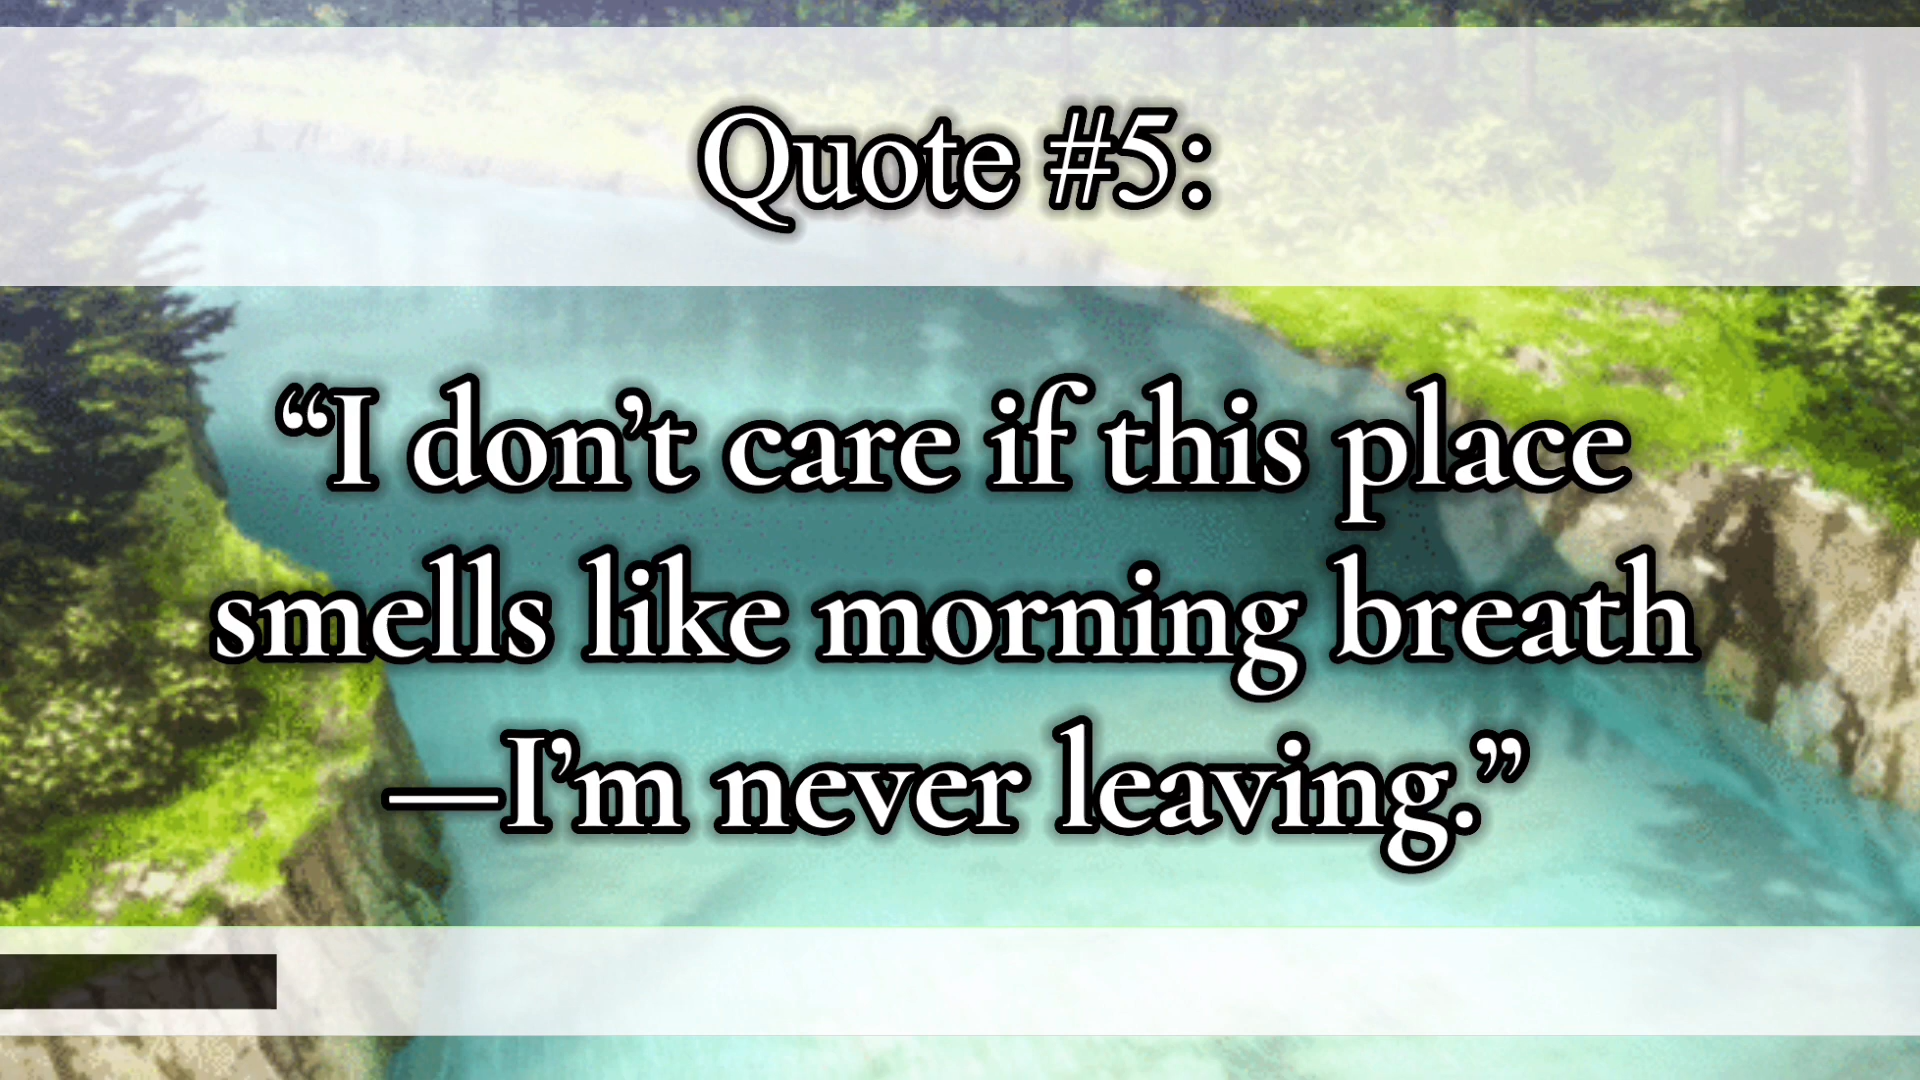 Quote #5:
“I don’t care if this place
smells like morning breath
—I’m never leaving.”